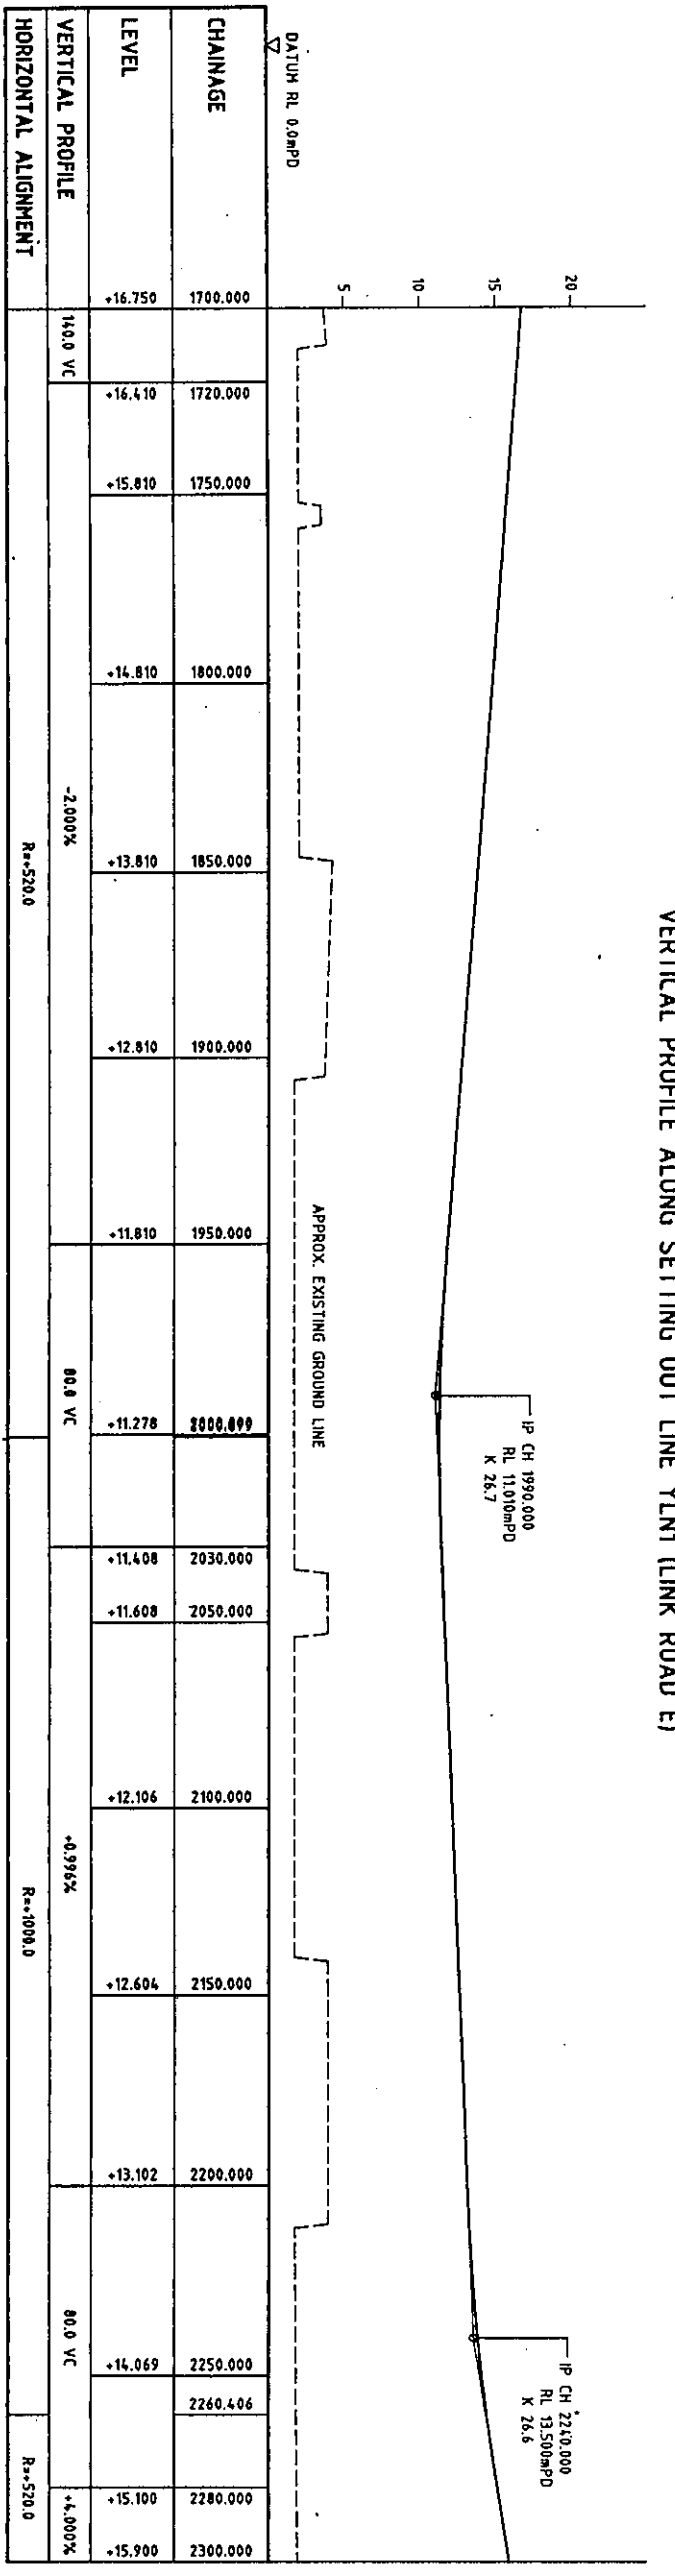 VERTICAL PROFILE ALONG SETTING OUT LINE YLN1 (LINK ROAD E)
20
15
10
5
IP CH 1990.000
RL 11.010mPD
K 26.7
IP CH 2240.000
RL 13.500mPD
K 26.6
APPROX. EXISTING GROUND LINE
DATUM RL 0.0mPD
CHAINAGE 1700.000 1720.000 1750.000 1800.000 1850.000 1900.000 1950.000 2030.000 2050.000 2100.000 2150.000 2200.000 2250.000 2260.406 2280.000 2300.000
LEVEL +16.750 +16.410 +15.810 +14.810 +13.810 +12.810 +11.810 +11.278 +11.408 +11.608 +12.106 +12.604 +13.102 +14.069 +15.100 +15.900
VERTICAL PROFILE 140.0 VC -2.000% 80.0 VC +0.996% 80.0 VC +4.000%
HORIZONTAL ALIGNMENT R=+520.0 R=+1000.0 R=+520.0